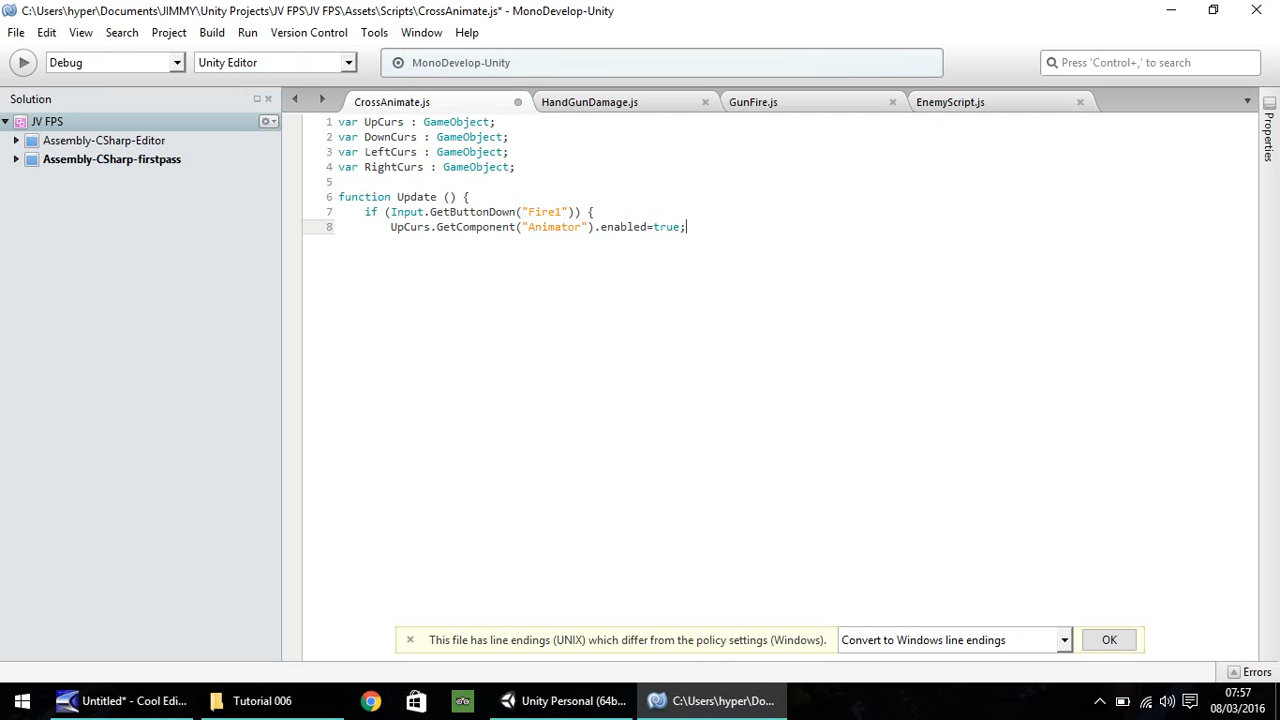 C:\Users\hyper\Documents\JIMMY\Unity Projects\JV FPS\JV FPS\Assets\Scripts\CrossAnimate.js* - MonoDevelop-Unity
File Edit View Search Project Build Run Version Control Tools Window Help
Debug Unity Editor MonoDevelop-Unity Press 'Control+,' to search
Solution CrossAnimate.js HandGunDamage.js GunFire.js EnemyScript.js
JV FPS
Assembly-CSharp-Editor
Assembly-CSharp-firstpass
1 var UpCurs : GameObject;
2 var DownCurs : GameObject;
3 var LeftCurs : GameObject;
4 var RightCurs : GameObject;
5
6 function Update () {
7 if (Input.GetButtonDown("Fire1")) {
8 UpCurs.GetComponent("Animator").enabled=true;
Properties
This file has line endings (UNIX) which differ from the policy settings (Windows). Convert to Windows line endings OK
Errors
Untitled* - Cool Edi... Tutorial 006 Unity Personal (64b... C:\Users\hyper\Do...
07:57
08/03/2016